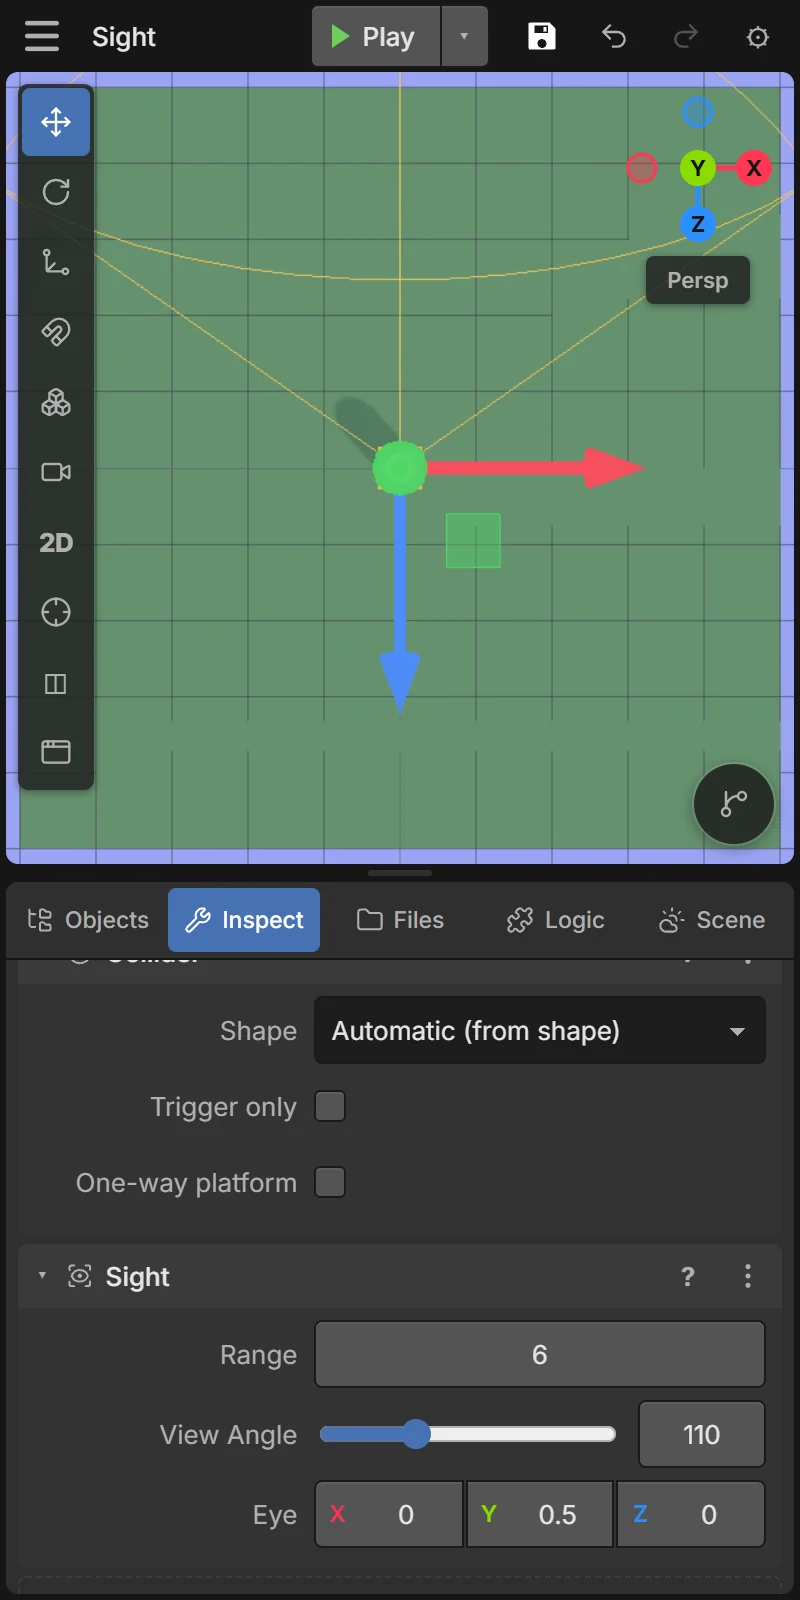 Sight
Play
Y
X
Z
Persp
2D
Objects
Inspect
Files
Logic
Scene
Collider
Shape
Automatic (from shape)
Trigger only
One-way platform
Sight ?
Range
6
View Angle
110
Eye
X 0 Y 0.5 Z 0